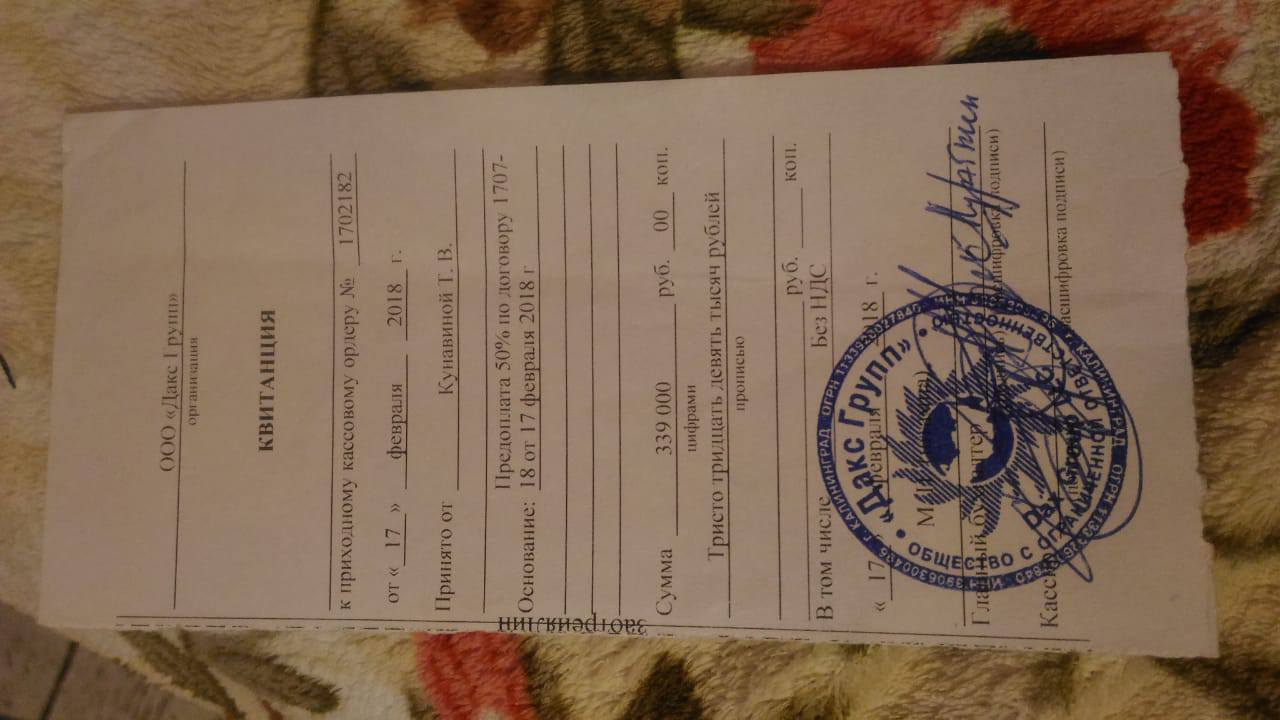 ООО «Дакс Групп»
организация
КВИТАНЦИЯ
к приходному кассовому ордеру № 1702182
от « 17 » февраля 2018 г.
Принято от Кунавиной Т. В.
Основание: Предоплата 50% по договору 1707-
18 от 17 февраля 2018 г
Сумма 339 000 руб. 00 коп.
цифрами
Тристо тридцать девять тысяч рублей
прописью
руб. коп.
В том числе Без НДС
« 17 февраля 2018 г.
М.П.
Главный бухгалтер
(расшифровка подписи)
Кассир
(расшифровка подписи)
«Дакс Групп»
ОБЩЕСТВО С ОГРАНИЧЕННОЙ ОТВЕТСТВЕННОСТЬЮ
г. КАЛИНИНГРАД ОГРН